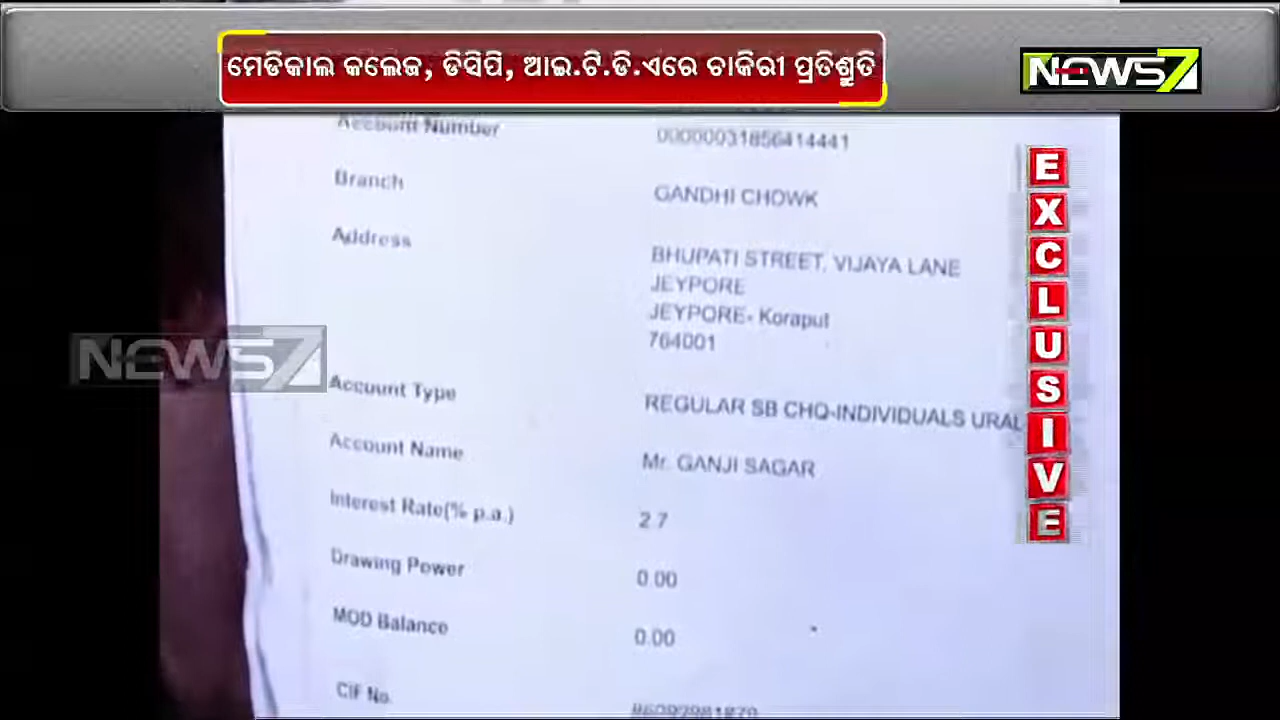 ମେଡିକାଲ କଲେଜ, ଡିସିପି, ଆଇ.ଟି.ଡି.ଏରେ ଚାକିରୀ ପ୍ରତିଶ୍ରୁତି
NEWS7
Account Number 00000031856414441
Branch GANDHI CHOWK
Address BHUPATI STREET, VIJAYA LANE
JEYPORE
JEYPORE- Koraput
764001
NEWS7
Account Type REGULAR SB CHQ-INDIVIDUALS URAL
Account Name Mr. GANJI SAGAR
Interest Rate(% p.a.) 2.7
Drawing Power 0.00
MOD Balance 0.00
CIF No.
EXCLUSIVE